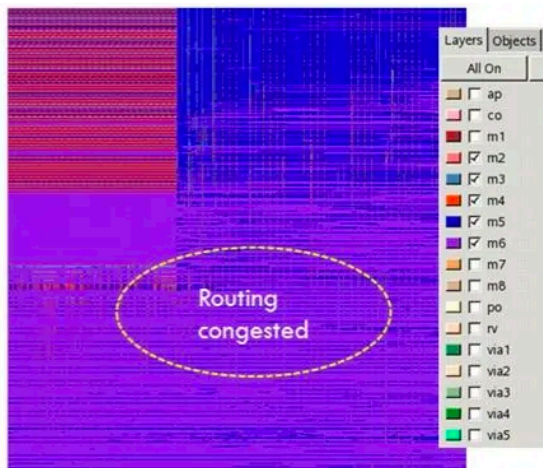 Layers
Objects
All On
ap
co
m1
m2
m3
m4
m5
m6
m7
m8
po
rv
via1
via2
via3
via4
via5
Routing
congested